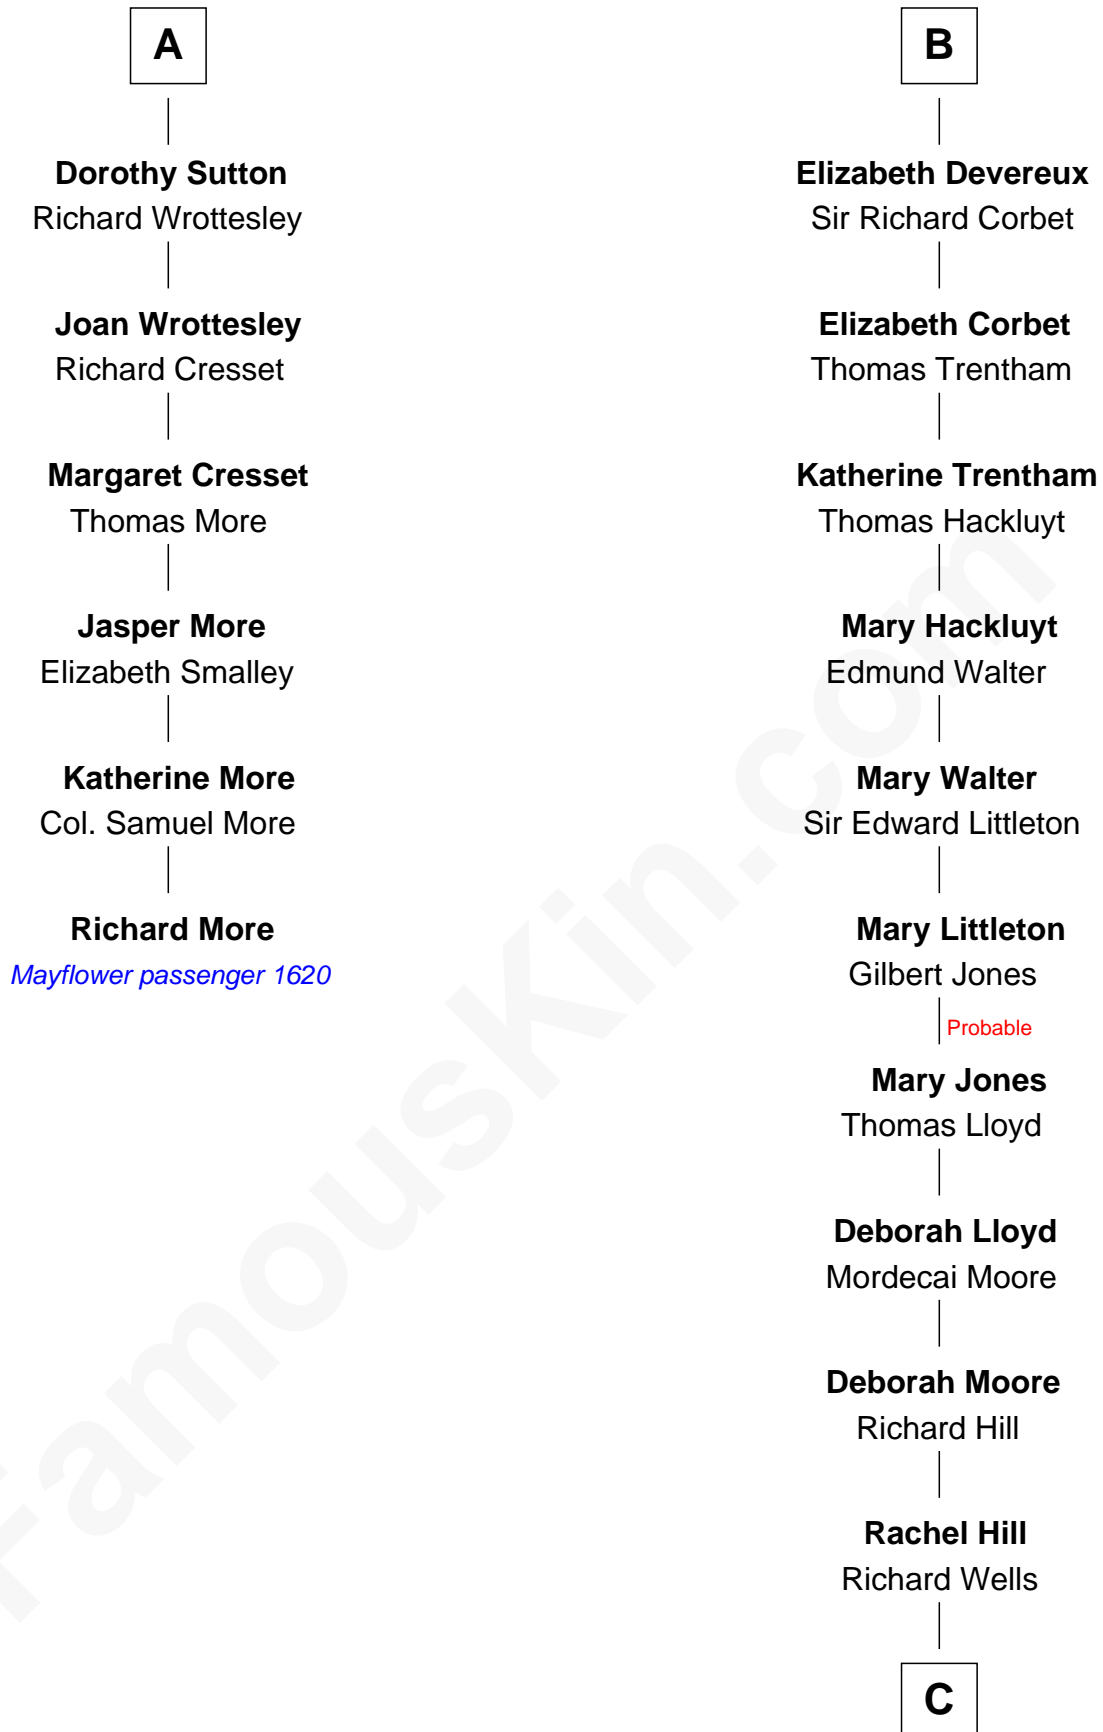 A
Dorothy Sutton
Richard Wrottesley
Joan Wrottesley
Richard Cresset
Margaret Cresset
Thomas More
Jasper More
Elizabeth Smalley
Katherine More
Col. Samuel More
Richard More
Mayflower passenger 1620
B
Elizabeth Devereux
Sir Richard Corbet
Elizabeth Corbet
Thomas Trentham
Katherine Trentham
Thomas Hackluyt
Mary Hackluyt
Edmund Walter
Mary Walter
Sir Edward Littleton
Mary Littleton
Gilbert Jones
Probable
Mary Jones
Thomas Lloyd
Deborah Lloyd
Mordecai Moore
Deborah Moore
Richard Hill
Rachel Hill
Richard Wells
C
FamousKin.com